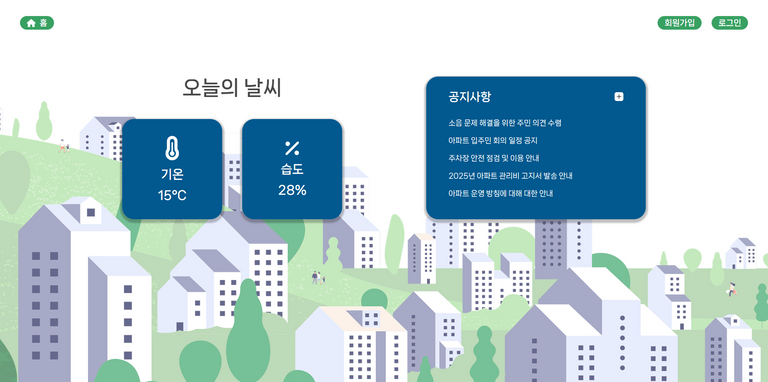 홈
회원가입
로그인
오늘의 날씨
기온
15°C
습도
28%
공지사항
소음 문제 해결을 위한 주민 의견 수렴
아파트 입주민 회의 일정 공지
주차장 안전 점검 및 이용 안내
2025년 아파트 관리비 고지서 발송 안내
아파트 운영 방침에 대해 대한 안내